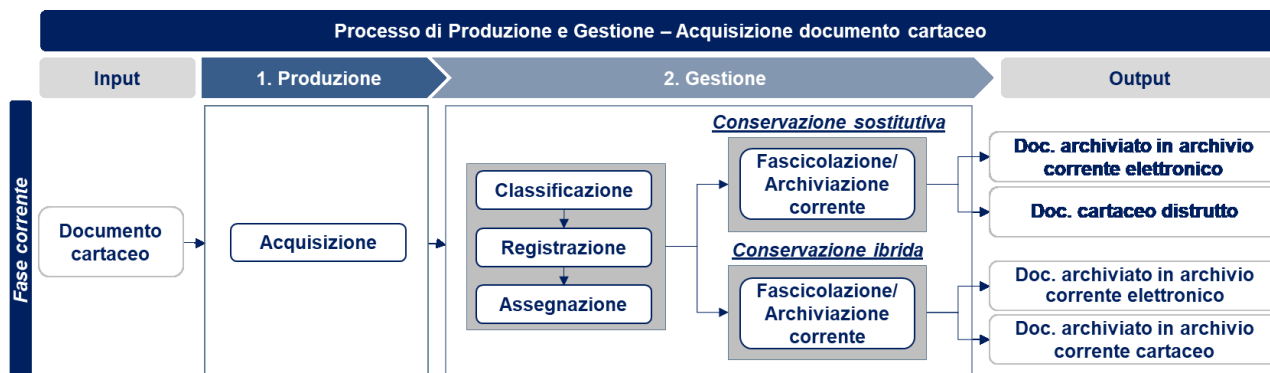 Processo di Produzione e Gestione – Acquisizione documento cartaceo
Input
1. Produzione
2. Gestione
Output
Fase corrente
Documento
cartaceo
Acquisizione
Classificazione
Registrazione
Assegnazione
Conservazione sostitutiva
Fascicolazione/
Archiviazione
corrente
Conservazione ibrida
Fascicolazione/
Archiviazione
corrente
Doc. archiviato in archivio
corrente elettronico
Doc. cartaceo distrutto
Doc. archiviato in archivio
corrente elettronico
Doc. archiviato in archivio
corrente cartaceo